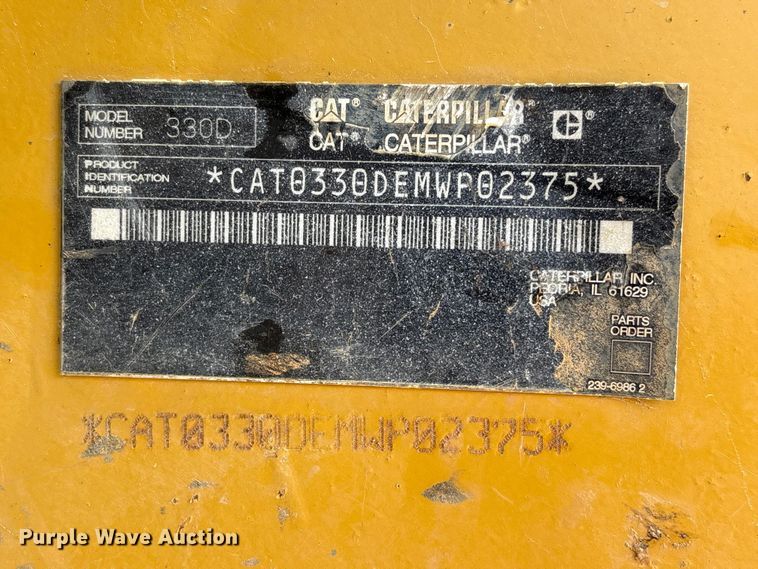 MODEL NUMBER 330D
CAT® CATERPILLAR®
CAT® CATERPILLAR® C
PRODUCT IDENTIFICATION NUMBER *CAT0330DEMWP02375*
CATERPILLAR INC.
PEORIA, IL 61629
USA
PARTS ORDER
239-6986 2
*CAT0330DEMWP02375*
Purple Wave Auction